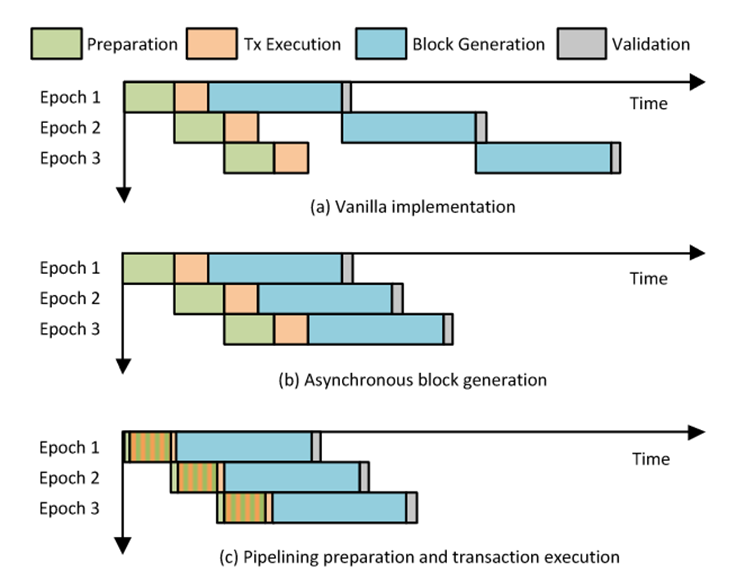 Preparation Tx Execution Block Generation Validation
Epoch 1
Time
Epoch 2
Epoch 3
(a) Vanilla implementation
Epoch 1
Time
Epoch 2
Epoch 3
(b) Asynchronous block generation
Epoch 1
Time
Epoch 2
Epoch 3
(c) Pipelining preparation and transaction execution